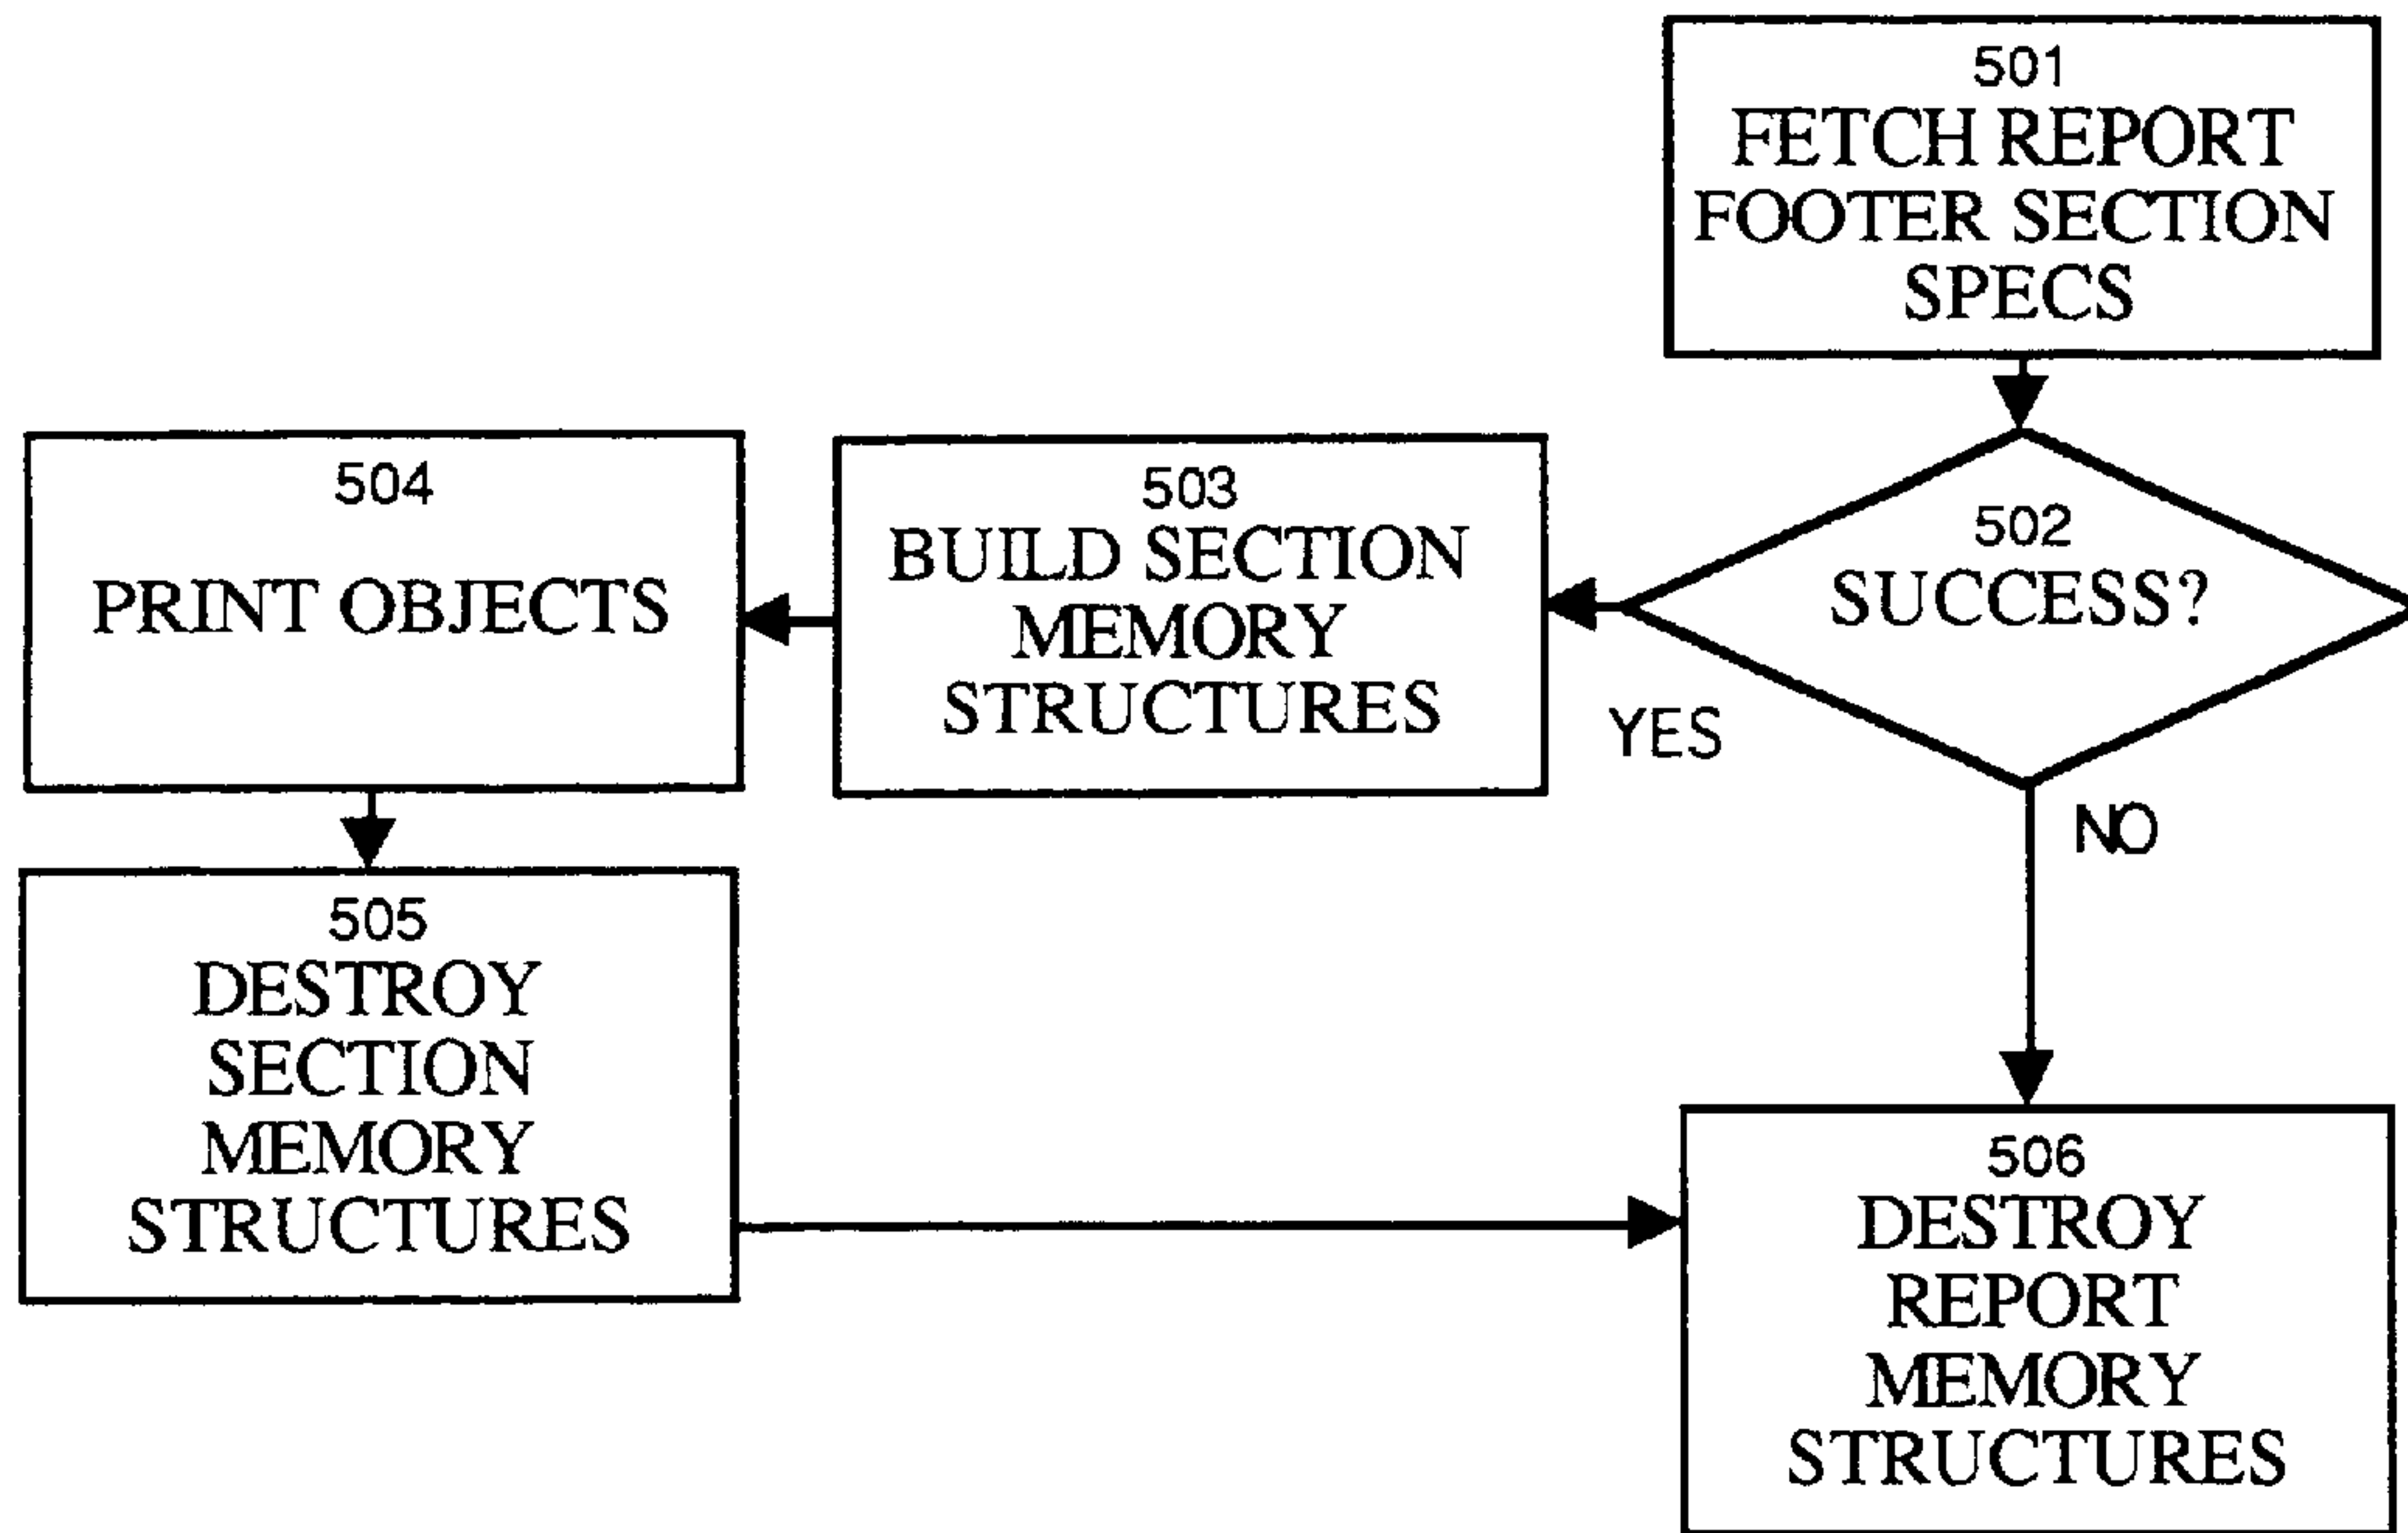 501
FETCH REPORT
FOOTER SECTION
SPECS
502
SUCCESS?
YES
NO
503
BUILD SECTION
MEMORY
STRUCTURES
504
PRINT OBJECTS
505
DESTROY
SECTION
MEMORY
STRUCTURES
506
DESTROY
REPORT
MEMORY
STRUCTURES